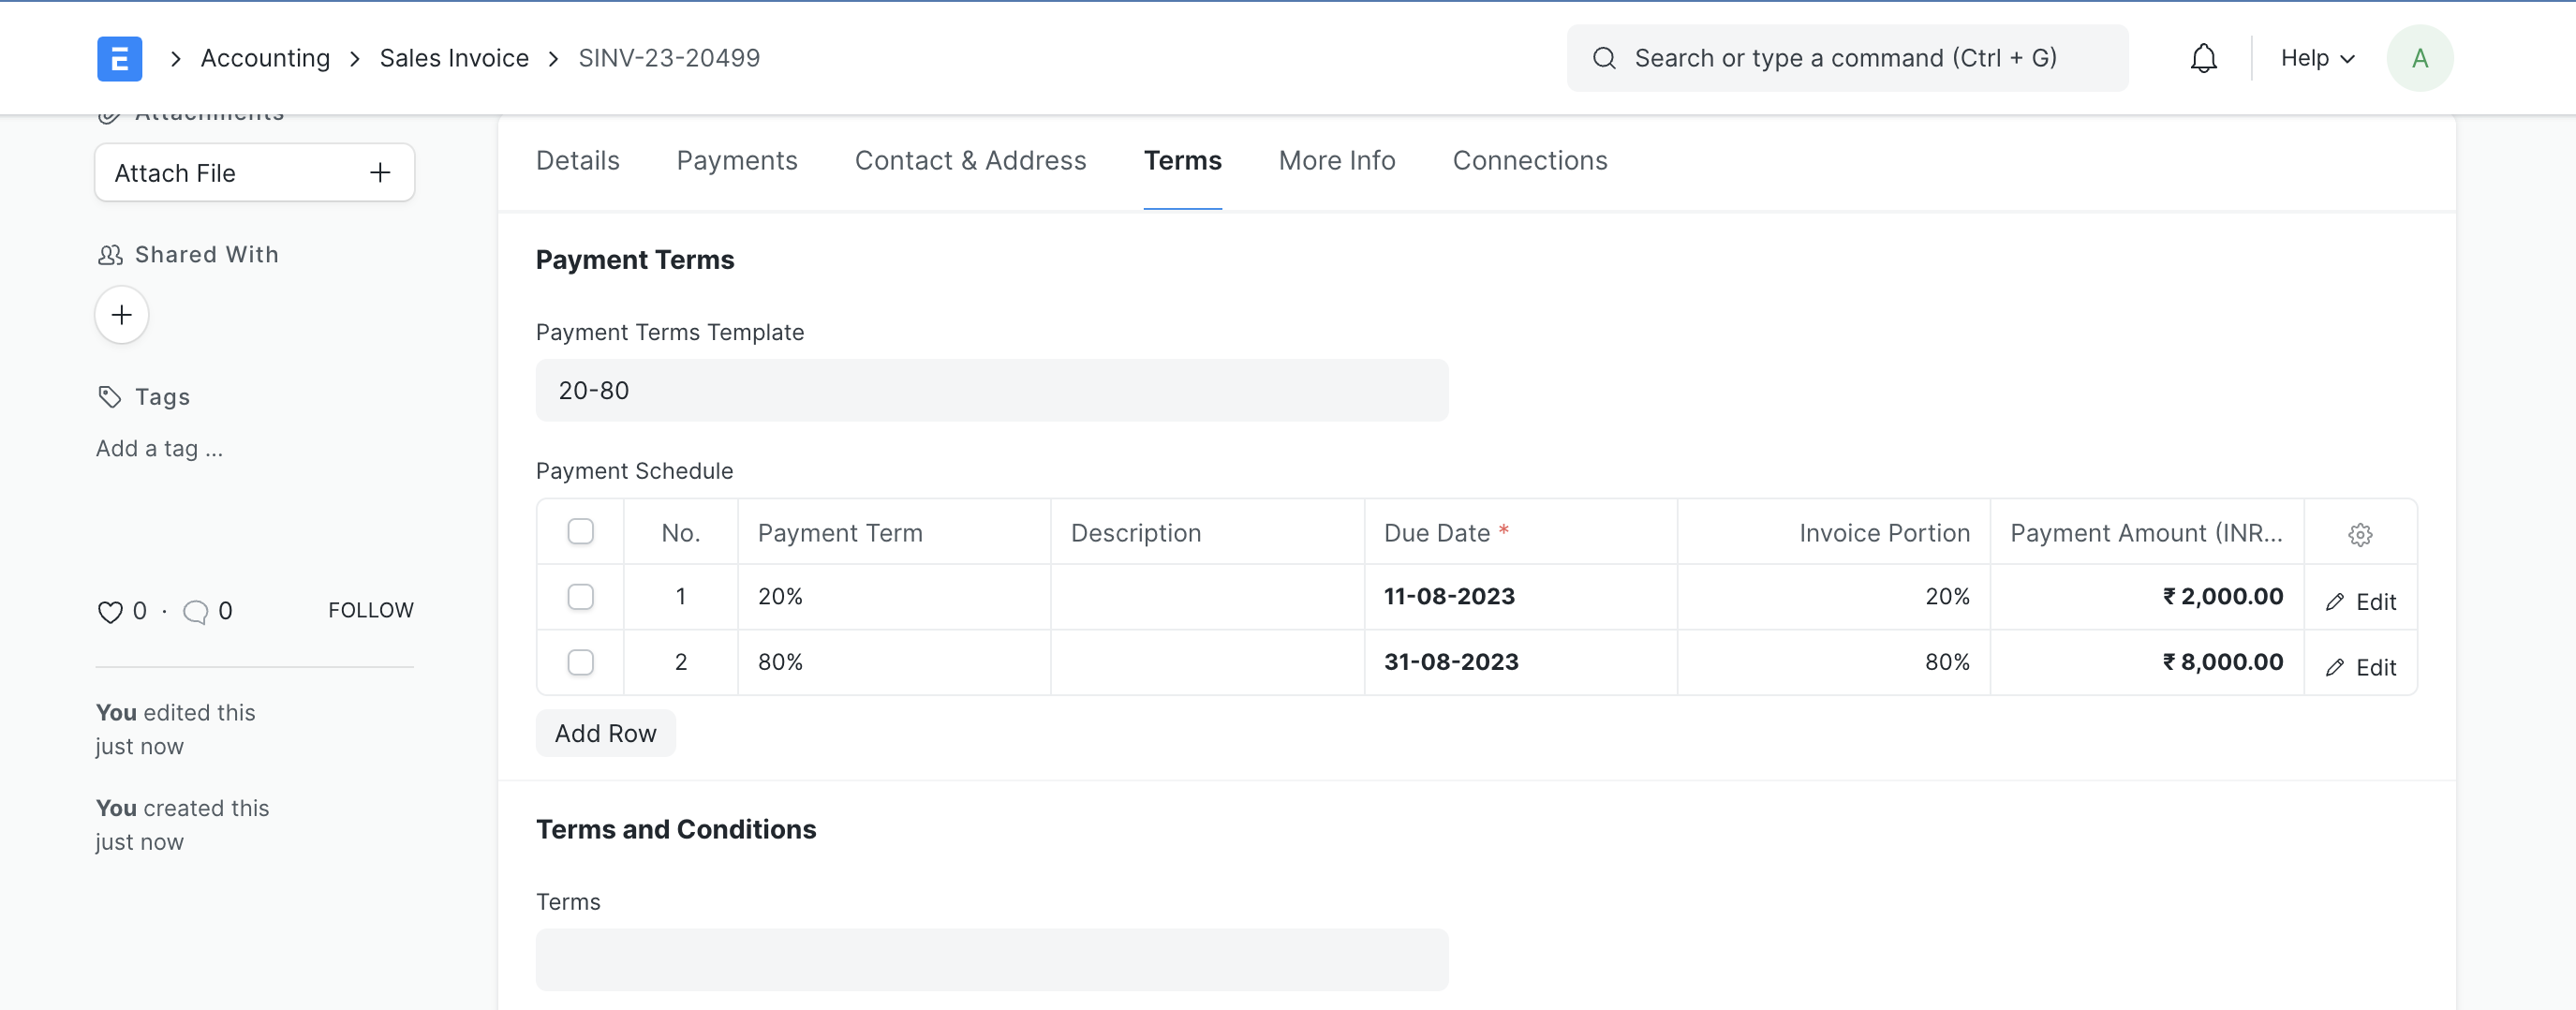 Accounting > Sales Invoice > SINV-23-20499
Search or type a command (Ctrl + G)
Help
A
Attachments
Attach File
Shared With
Tags
Add a tag ...
0 · 0 FOLLOW
You edited this
just now
You created this
just now
Details Payments Contact & Address Terms More Info Connections
Payment Terms
Payment Terms Template
20-80
Payment Schedule
No. Payment Term Description Due Date * Invoice Portion Payment Amount (INR...
1 20% 11-08-2023 20% ₹ 2,000.00 Edit
2 80% 31-08-2023 80% ₹ 8,000.00 Edit
Add Row
Terms and Conditions
Terms